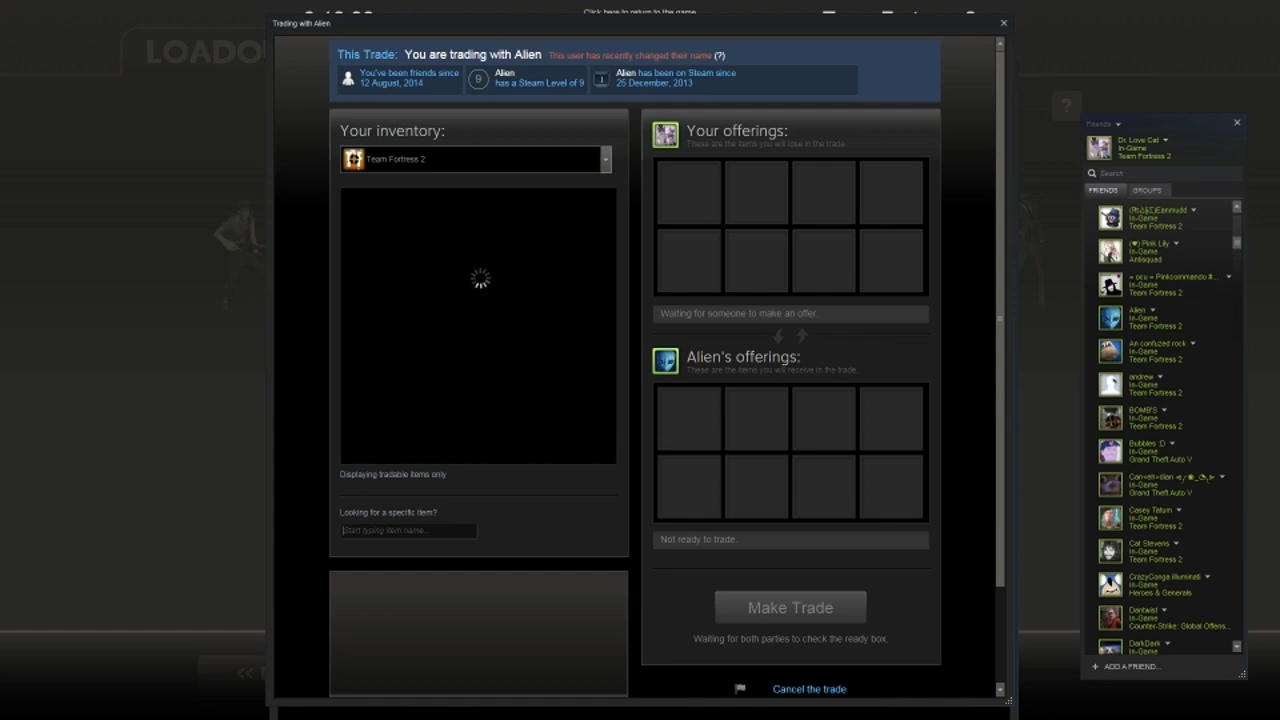 Click here to return to the game
Trading with Alien
LOADO
This Trade: You are trading with Alien This user has recently changed their name (?)
You've been friends since
12 August, 2014
9
Alien
has a Steam Level of 9
Alien has been on Steam since
25 December, 2013
Your inventory:
Team Fortress 2
Displaying tradable items only
Looking for a specific item?
Start typing item name...
Your offerings:
These are the items you will lose in the trade.
Waiting for someone to make an offer.
Alien's offerings:
These are the items you will receive in the trade.
Not ready to trade.
Make Trade
Waiting for both parties to check the ready box.
Cancel the trade
?
Friends
Dr. Love Cat
In-Game
Team Fortress 2
Search
FRIENDS
GROUPS
In-Game
Team Fortress 2
(♥) Pink Lily
In-Game
Antisquad
Pinkcommando #...
In-Game
Team Fortress 2
Alien
In-Game
Team Fortress 2
An confuzed rock
In-Game
Team Fortress 2
andrew
In-Game
Team Fortress 2
BOMB'S
In-Game
Team Fortress 2
Bubbles :D
In-Game
Grand Theft Auto V
In-Game
Grand Theft Auto V
Casey Tatum
In-Game
Team Fortress 2
Cat Stevens
In-Game
Team Fortress 2
CrazyConga illuminati
In-Game
Heroes & Generals
Dantwist
In-Game
Counter-Strike: Global Offens...
DarkDark
In-Game
+ ADD A FRIEND...